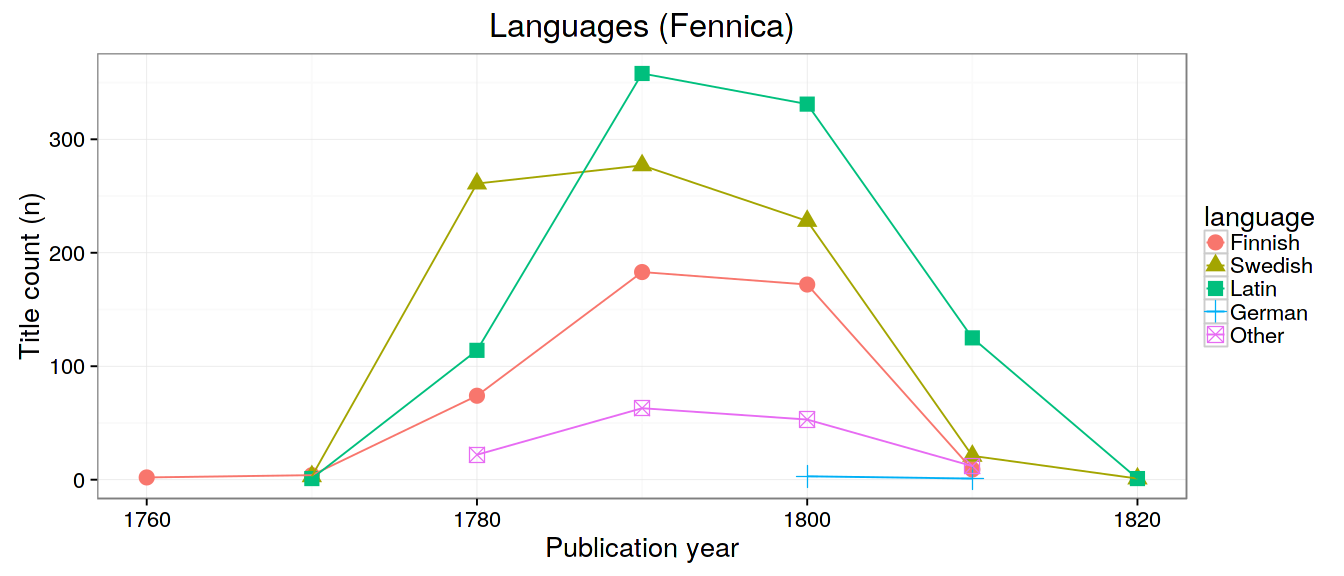 Languages (Fennica)
Title count (n)
300
200
100
0
1760
1780
1800
1820
Publication year
language
Finnish
Swedish
Latin
German
Other